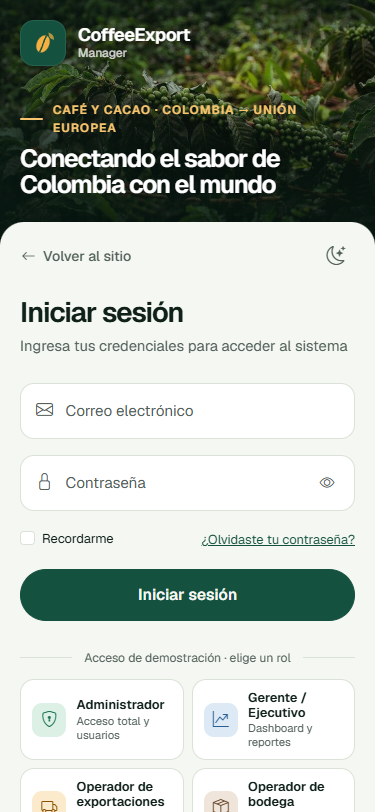 CoffeeExport
Manager
CAFÉ Y CACAO · COLOMBIA → UNIÓN
EUROPEA
Conectando el sabor de
Colombia con el mundo
← Volver al sitio
Iniciar sesión
Ingresa tus credenciales para acceder al sistema
Correo electrónico
Contraseña
Recordarme
¿Olvidaste tu contraseña?
Iniciar sesión
Acceso de demostración · elige un rol
Administrador
Acceso total y
usuarios
Gerente /
Ejecutivo
Dashboard y
reportes
Operador de
exportaciones
Operador de
bodega